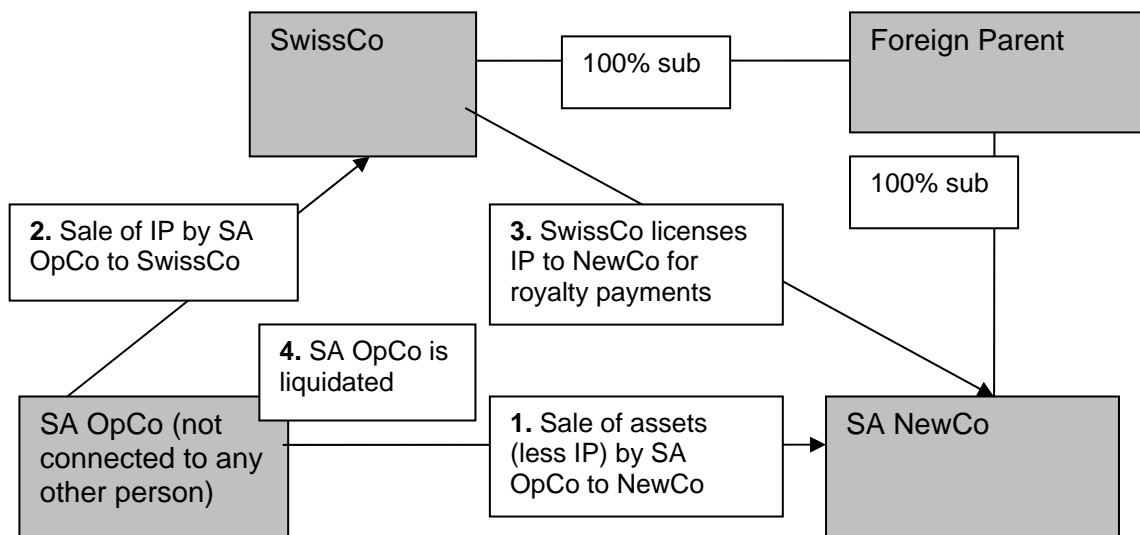 SwissCo
100% sub
Foreign Parent
100% sub
2. Sale of IP by SA
OpCo to SwissCo
3. SwissCo licenses
IP to NewCo for
royalty payments
4. SA OpCo is
liquidated
SA OpCo (not
connected to any
other person)
1. Sale of assets
(less IP) by SA
OpCo to NewCo
SA NewCo